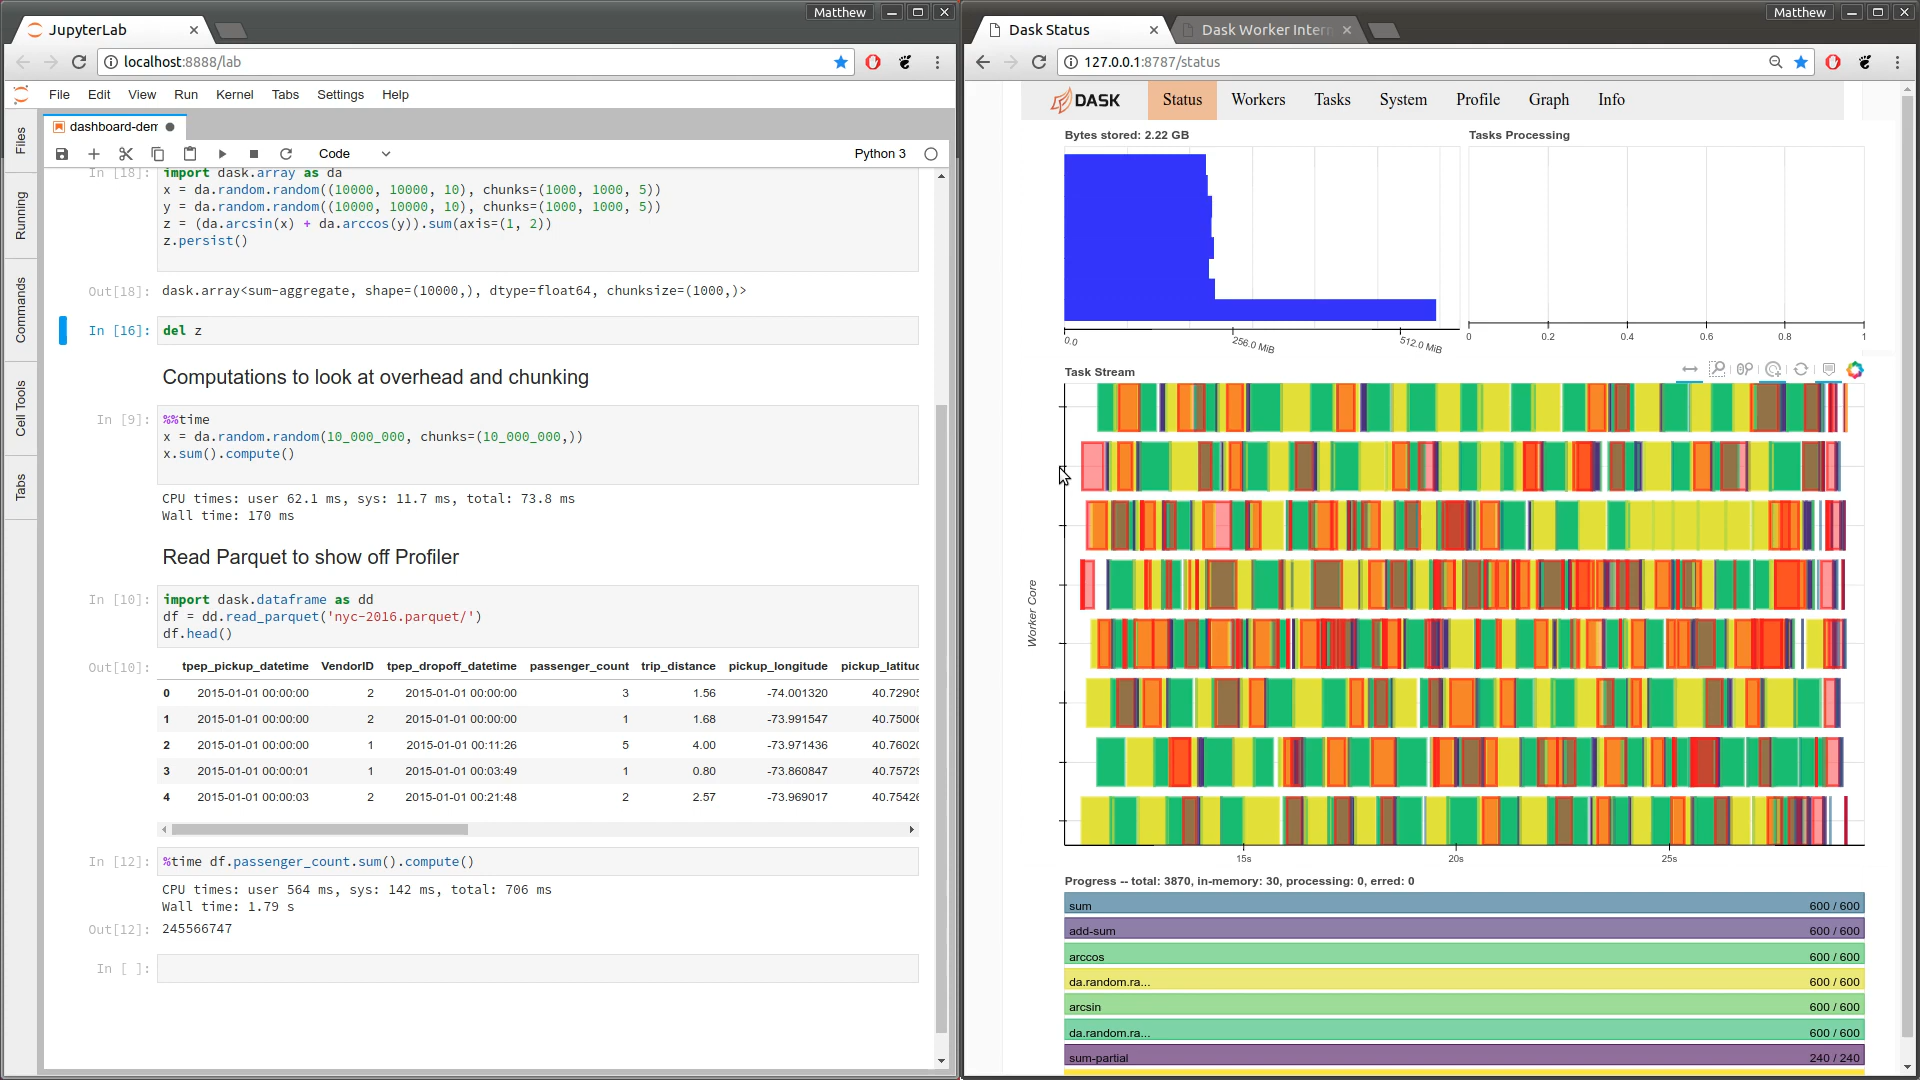 Matthew
JupyterLab
localhost:8888/lab
File Edit View Run Kernel Tabs Settings Help
Files
Running
Commands
Cell Tools
Tabs
dashboard-dem
Code
Python 3
In [18]:
import dask.array as da
x = da.random.random((10000, 10000, 10), chunks=(1000, 1000, 5))
y = da.random.random((10000, 10000, 10), chunks=(1000, 1000, 5))
z = (da.arcsin(x) + da.arccos(y)).sum(axis=(1, 2))
z.persist()
Out[18]: dask.array<sum-aggregate, shape=(10000,), dtype=float64, chunksize=(1000,)>
In [16]: del z
Computations to look at overhead and chunking
In [9]: %%time
x = da.random.random(10_000_000, chunks=(10_000_000,))
x.sum().compute()
CPU times: user 62.1 ms, sys: 11.7 ms, total: 73.8 ms
Wall time: 170 ms
Read Parquet to show off Profiler
In [10]: import dask.dataframe as dd
df = dd.read_parquet('nyc-2016.parquet/')
df.head()
Out[10]: tpep_pickup_datetime VendorID tpep_dropoff_datetime passenger_count trip_distance pickup_longitude pickup_latituc
0 2015-01-01 00:00:00 2 2015-01-01 00:00:00 3 1.56 -74.001320 40.72905
1 2015-01-01 00:00:00 2 2015-01-01 00:00:00 1 1.68 -73.991547 40.75006
2 2015-01-01 00:00:00 1 2015-01-01 00:11:26 5 4.00 -73.971436 40.76020
3 2015-01-01 00:00:01 1 2015-01-01 00:03:49 1 0.80 -73.860847 40.75729
4 2015-01-01 00:00:03 2 2015-01-01 00:21:48 2 2.57 -73.969017 40.75426
In [12]: %time df.passenger_count.sum().compute()
CPU times: user 564 ms, sys: 142 ms, total: 706 ms
Wall time: 1.79 s
Out[12]: 245566747
In [ ]:
Matthew
Dask Status
Dask Worker Intern
127.0.0.1:8787/status
DASK
Status Workers Tasks System Profile Graph Info
Bytes stored: 2.22 GB
0.0 256.0 MiB 512.0 MiB
Tasks Processing
0 0.2 0.4 0.6 0.8 1
Task Stream
Worker Core
15s 20s 25s
Progress -- total: 3870, in-memory: 30, processing: 0, erred: 0
sum 600 / 600
add-sum 600 / 600
arccos 600 / 600
da.random.ra... 600 / 600
arcsin 600 / 600
da.random.ra... 600 / 600
sum-partial 240 / 240